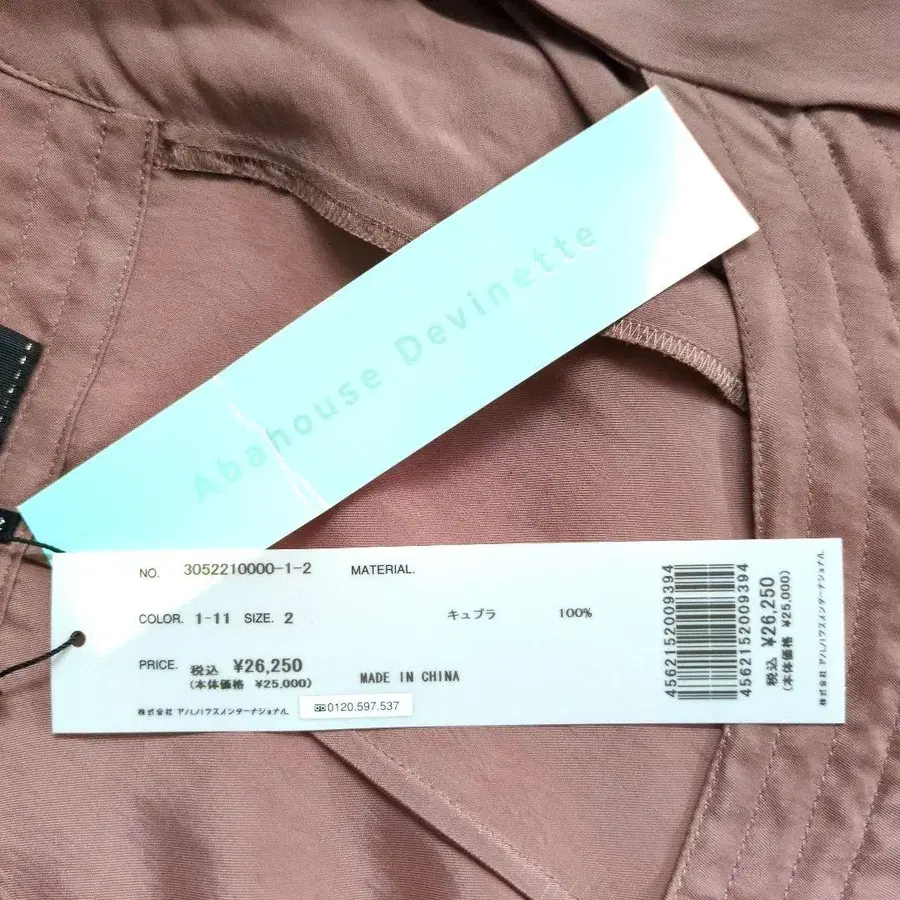 Abahouse Devinette
NO. 3052210000-1-2 MATERIAL.
COLOR. 1-11 SIZE. 2 キュプラ 100%
PRICE. 税込 ¥26,250
(本体価格 ¥25,000)
MADE IN CHINA
株式会社 アバハウスインターナショナル
0120.597.537
4562152009394
4562152009394
税込 ¥26,250
(本体価格 ¥25,000)
株式会社 アバハウスインターナショナル